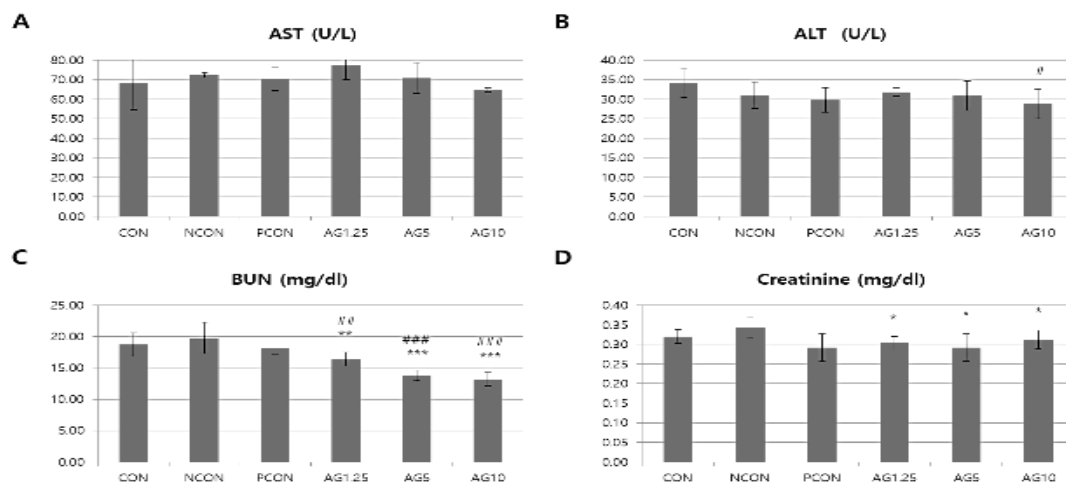 A
AST (U/L)
80.00
70.00
60.00
50.00
40.00
30.00
20.00
10.00
0.00
CON NCON PCON AG1.25 AG5 AG10
B
ALT (U/L)
40.00
35.00
30.00
25.00
20.00
15.00
10.00
5.00
0.00
#
CON NCON PCON AG1.25 AG5 AG10
C
BUN (mg/dl)
25.00
20.00
15.00
10.00
5.00
0.00
## ### ###
** *** ***
CON NCON PCON AG1.25 AG5 AG10
D
Creatinine (mg/dl)
0.40
0.35
0.30
0.25
0.20
0.15
0.10
0.05
0.00
* * *
CON NCON PCON AG1.25 AG5 AG10